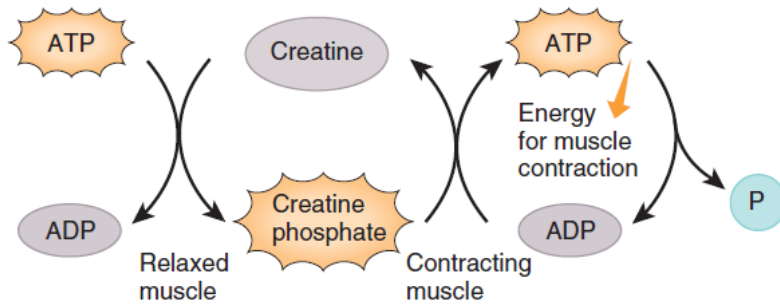 ATP
Creatine
ATP
Energy
for muscle
contraction
ADP
Creatine
phosphate
ADP
P
Relaxed
muscle
Contracting
muscle